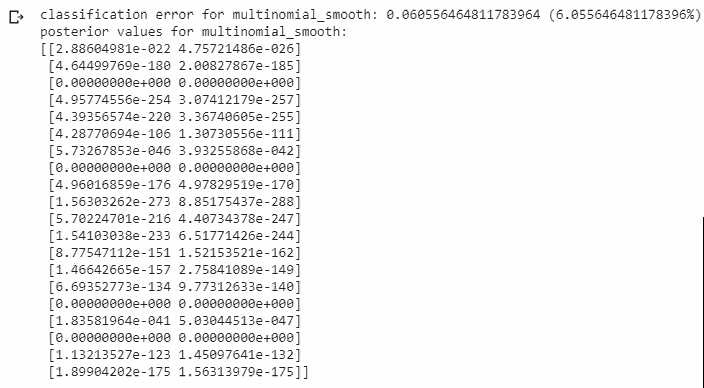 classification error for multinomial_smooth: 0.060556464811783964 (6.055646481178396%)
posterior values for multinomial_smooth:
[[2.88604981e-022 4.75721486e-026]
[4.64499769e-180 2.00827867e-185]
[0.00000000e+000 0.00000000e+000]
[4.95774556e-254 3.07412179e-257]
[4.39356574e-220 3.36740605e-255]
[4.28770694e-106 1.30730556e-111]
[5.73267853e-046 3.93255868e-042]
[0.00000000e+000 0.00000000e+000]
[4.96016859e-176 4.97829519e-170]
[1.56303262e-273 8.85175437e-288]
[5.70224701e-216 4.40734378e-247]
[1.54103038e-233 6.51771426e-244]
[8.77547112e-151 1.52153521e-162]
[1.46642665e-157 2.75841089e-149]
[6.69352773e-134 9.77312633e-140]
[0.00000000e+000 0.00000000e+000]
[1.83581964e-041 5.03044513e-047]
[0.00000000e+000 0.00000000e+000]
[1.13213527e-123 1.45097641e-132]
[1.89904202e-175 1.56313979e-175]]